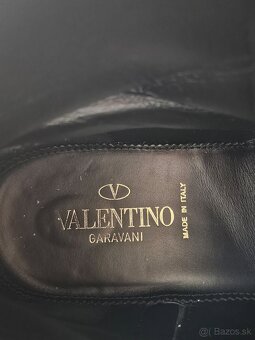 V
VALENTINO
GARAVANI
MADE IN ITALY
Bazos.sk